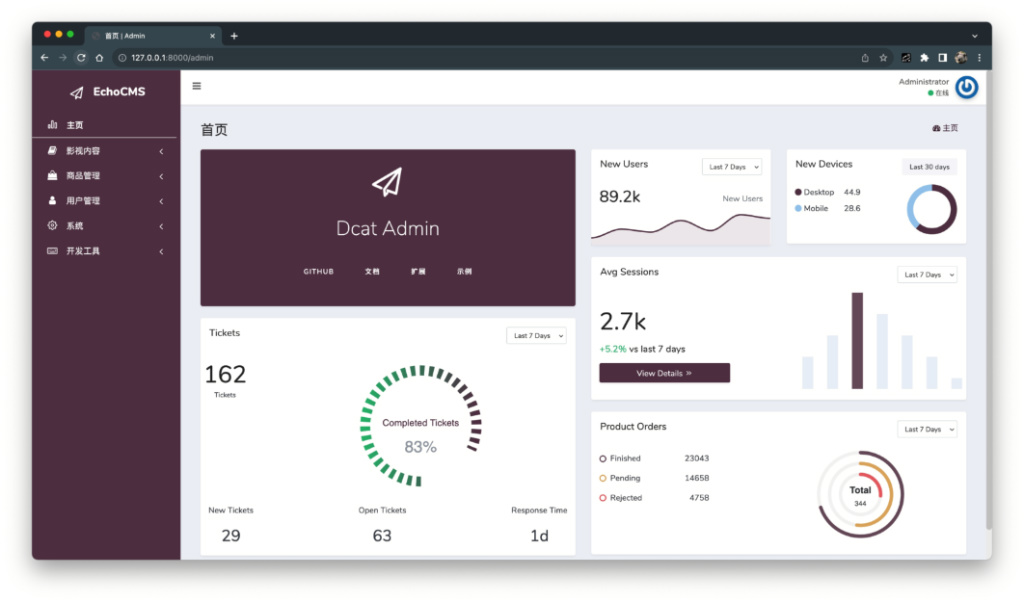 首页 | Admin
127.0.0.1:8000/admin
EchoCMS
主页
影视内容
商品管理
用户管理
系统
开发工具
Administrator
在线
首页
主页
Dcat Admin
GITHUB 文档 扩展 示例
Tickets
Last 7 Days
162
Tickets
Completed Tickets
83%
New Tickets Open Tickets Response Time
29 63 1d
New Users
Last 7 Days
89.2k
New Users
New Devices
Last 30 days
Desktop 44.9
Mobile 28.6
Avg Sessions
Last 7 Days
2.7k
+5.2% vs last 7 days
View Details »
Product Orders
Last 7 Days
Finished 23043
Pending 14658
Rejected 4758
Total
344